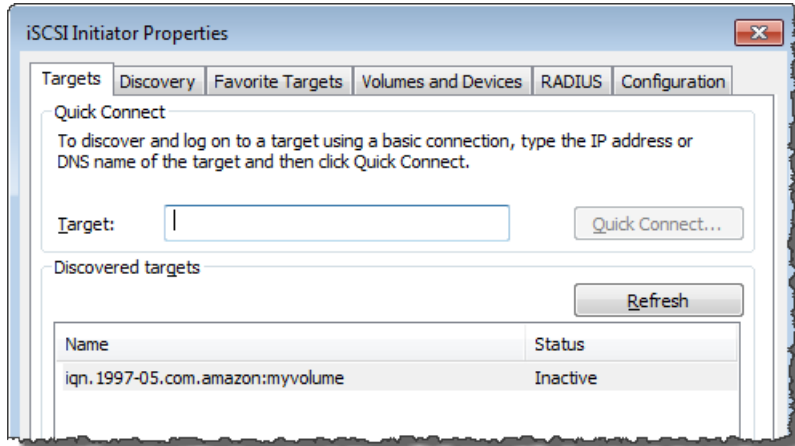 iSCSI Initiator Properties
Targets Discovery Favorite Targets Volumes and Devices RADIUS Configuration
Quick Connect
To discover and log on to a target using a basic connection, type the IP address or
DNS name of the target and then click Quick Connect.
Target: Quick Connect...
Discovered targets
Refresh
Name Status
iqn.1997-05.com.amazon:myvolume Inactive